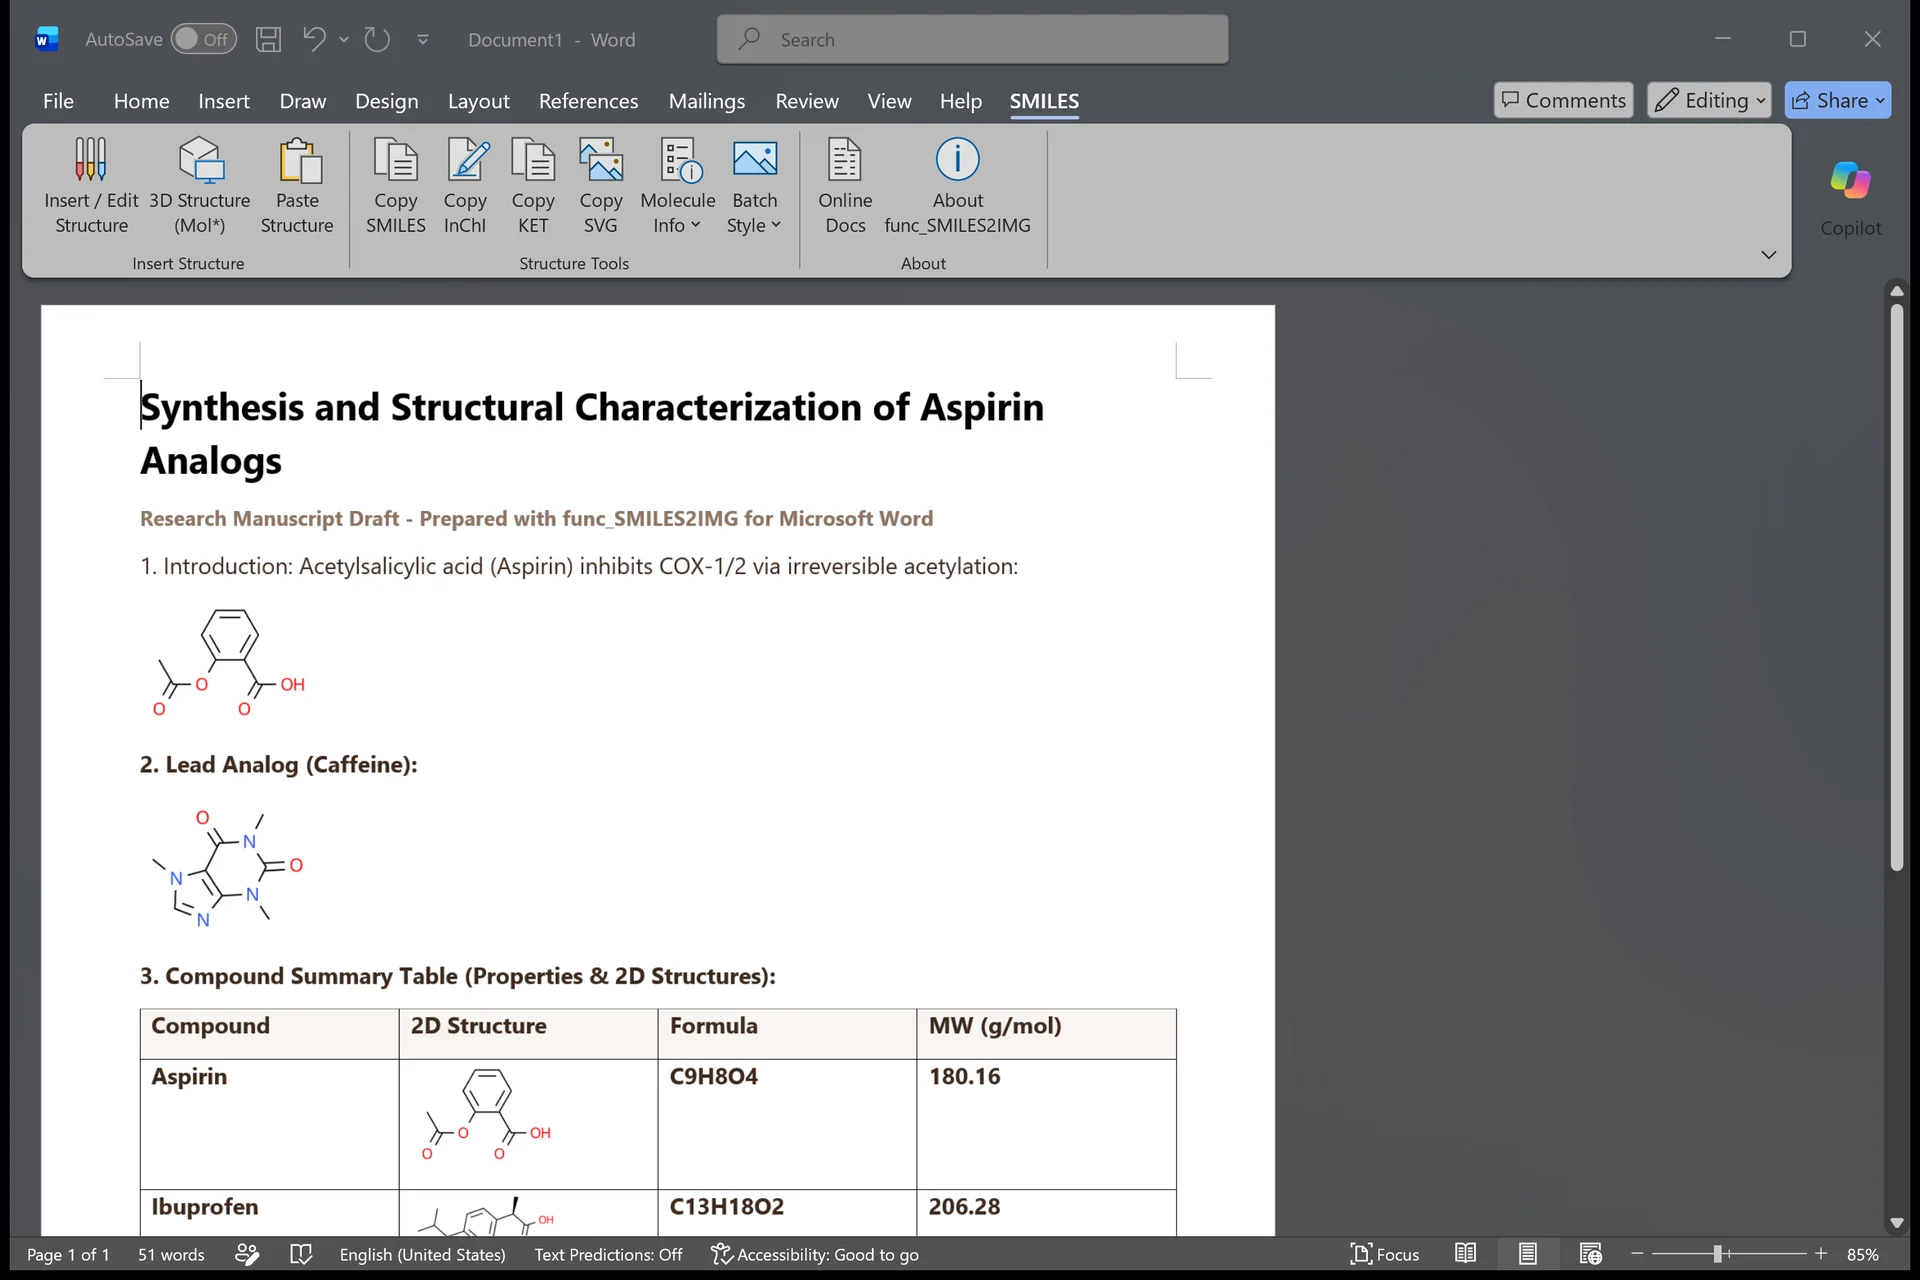 AutoSave Off Document1 - Word Search
File Home Insert Draw Design Layout References Mailings Review View Help SMILES Comments Editing Share
Insert / Edit Structure
3D Structure (Mol*)
Paste Structure
Copy SMILES
Copy InChI
Copy KET
Copy SVG
Molecule Info
Batch Style
Online Docs
About func_SMILES2IMG
Copilot
Insert Structure Structure Tools About
Synthesis and Structural Characterization of Aspirin
Analogs
Research Manuscript Draft - Prepared with func_SMILES2IMG for Microsoft Word
1. Introduction: Acetylsalicylic acid (Aspirin) inhibits COX-1/2 via irreversible acetylation:
O OH
O O
2. Lead Analog (Caffeine):
O
N
O
N
N
N
3. Compound Summary Table (Properties & 2D Structures):
Compound 2D Structure Formula MW (g/mol)
Aspirin C9H8O4 180.16
O OH
O O
Ibuprofen C13H18O2 206.28
OH
Page 1 of 1 51 words English (United States) Text Predictions: Off Accessibility: Good to go Focus 85%